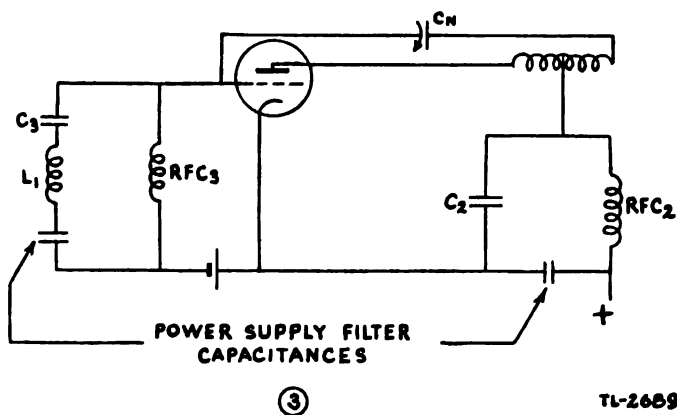 CN
C3
L1
RFC3
C2
RFC2
+
POWER SUPPLY FILTER
CAPACITANCES
3
TL-2689